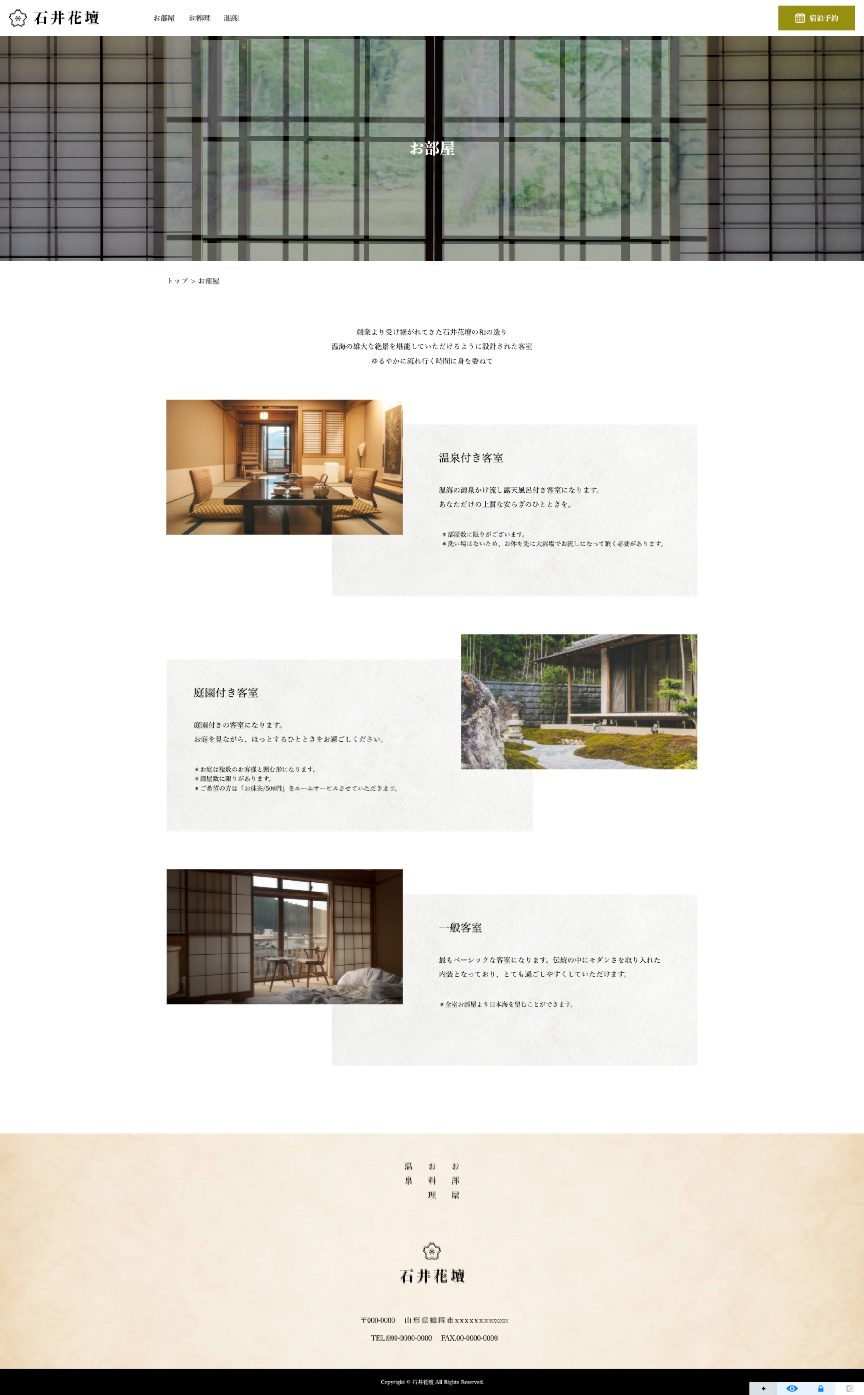 石井花壇
お部屋
お料理
温泉
宿泊予約
お部屋
トップ > お部屋
創業より受け継がれてきた石井花壇の和の造り
温海の雄大な絶景を堪能していただけるように設計された客室
ゆるやかに流れ行く時間に身を委ねて
温泉付き客室
温海の源泉かけ流し露天風呂付き客室になります。
あなただけの上質な安らぎのひとときを。
＊部屋数に限りがございます。
＊洗い場はないため、お体を先に大浴場でお流しになって頂く必要があります。
庭園付き客室
庭園付きの客室になります。
お庭を見ながら、ほっとするひとときをお過ごしください。
＊お庭は複数のお客様と囲む形になります。
＊部屋数に限りがあります。
＊ご希望の方は「お抹茶/500円」をルームサービスさせていただきます。
一般客室
最もベーシックな客室になります。伝統の中にモダンさを取り入れた
内装となっており、とても過ごしやすくしていただけます。
＊全室お部屋より日本海を望むことができます。
お部屋
お料理
温泉
石井花壇
〒000-0000 山形県鶴岡市
TEL:000-0000-0000 FAX.00-0000-0000
Copyright © 石井花壇 All Rights Reserved.